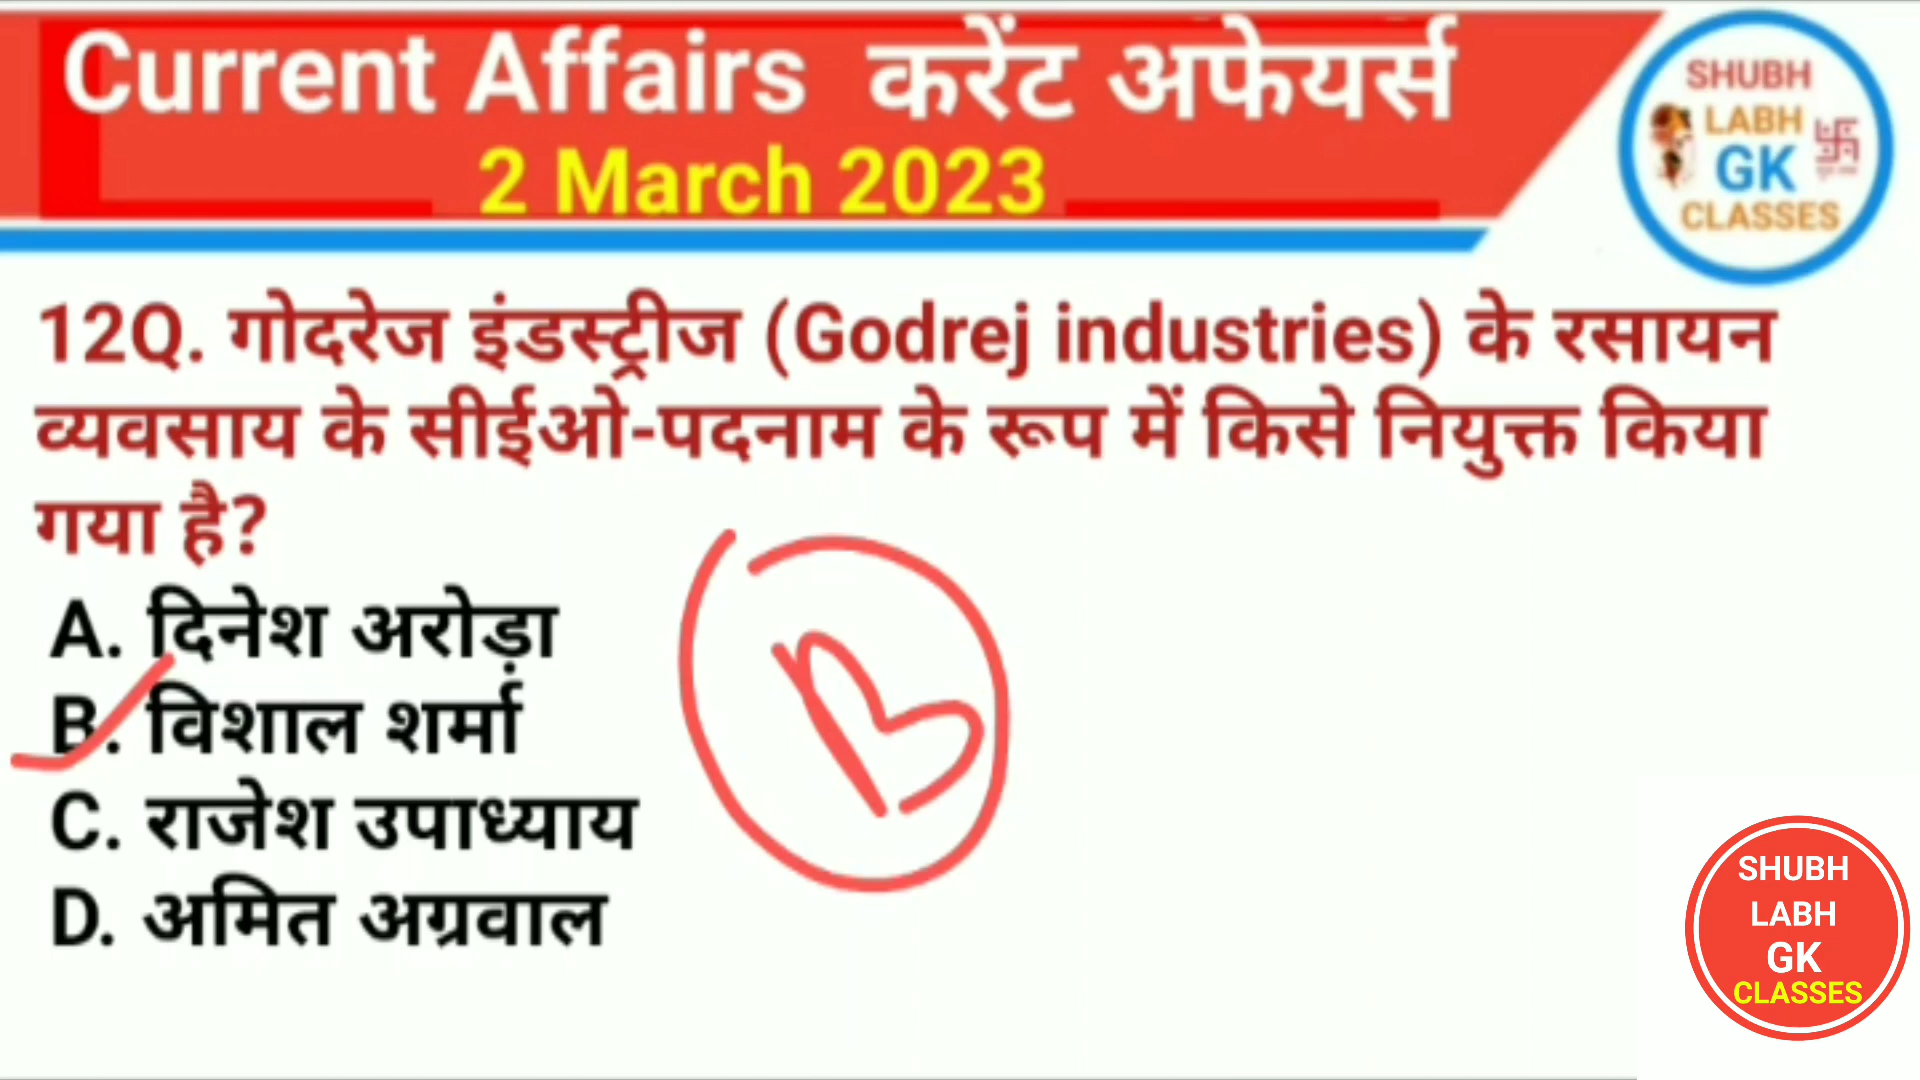 Current Affairs करेंट अफेयर्स
2 March 2023
SHUBH
LABH
GK
CLASSES
12Q. गोदरेज इंडस्ट्रीज (Godrej industries) के रसायन
व्यवसाय के सीईओ-पदनाम के रूप में किसे नियुक्त किया
गया है?
A. दिनेश अरोड़ा
B. विशाल शर्मा
C. राजेश उपाध्याय
D. अमित अग्रवाल
B
SHUBH
LABH
GK
CLASSES